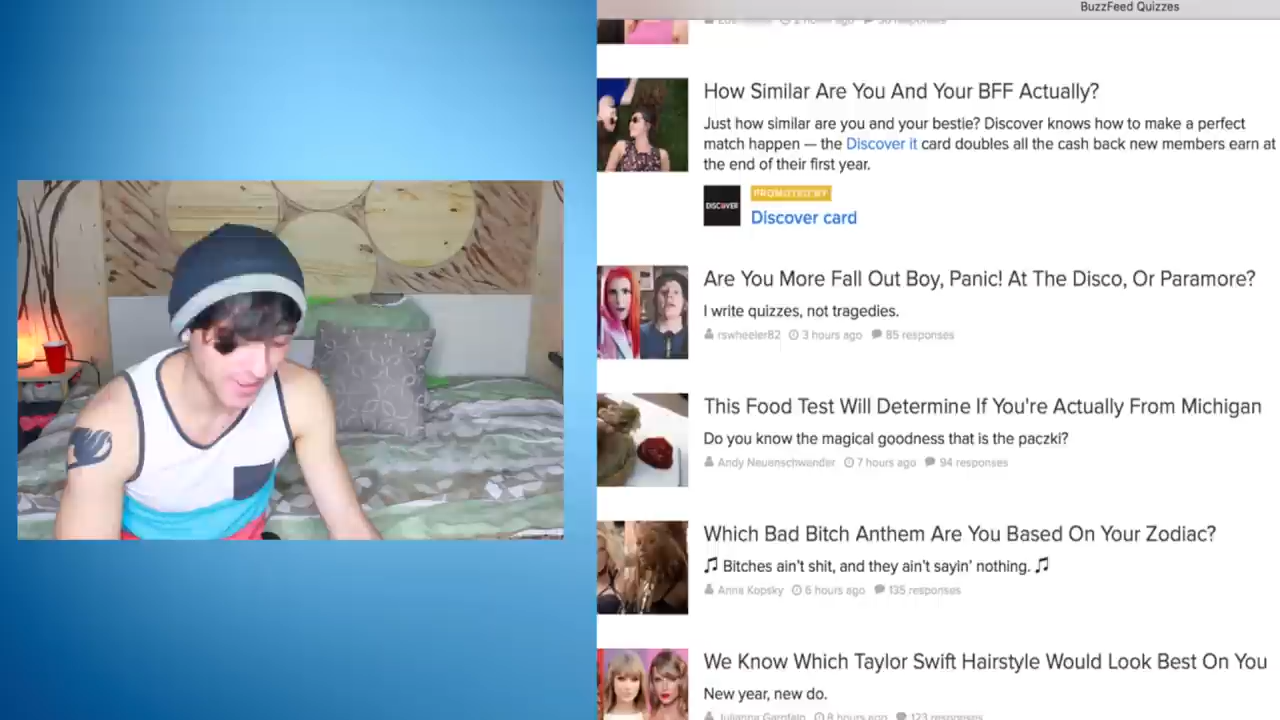 BuzzFeed Quizzes
How Similar Are You And Your BFF Actually?
Just how similar are you and your bestie? Discover knows how to make a perfect
match happen — the Discover it card doubles all the cash back new members earn at
the end of their first year.
DISCOVER
PROMOTED BY
Discover card
Are You More Fall Out Boy, Panic! At The Disco, Or Paramore?
I write quizzes, not tragedies.
rswheeler82 3 hours ago 85 responses
This Food Test Will Determine If You're Actually From Michigan
Do you know the magical goodness that is the paczki?
Andy Neuenschwander 7 hours ago 94 responses
Which Bad Bitch Anthem Are You Based On Your Zodiac?
🎵 Bitches ain't shit, and they ain't sayin' nothing. 🎵
Anna Kopsky 6 hours ago 135 responses
We Know Which Taylor Swift Hairstyle Would Look Best On You
New year, new do.
8 hours ago 123 responses